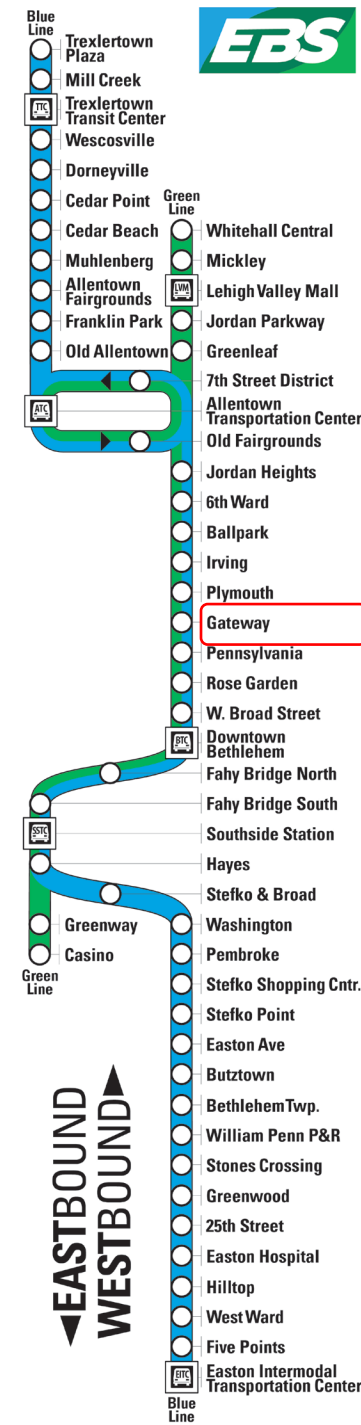 EBS
Blue
Line
Trexlertown
Plaza
Mill Creek
TTC
Trexlertown
Transit Center
Wescosville
Dorneyville
Cedar Point
Cedar Beach
Muhlenberg
Allentown
Fairgrounds
Franklin Park
Old Allentown
Green
Line
Whitehall Central
Mickley
LVM
Lehigh Valley Mall
Jordan Parkway
Greenleaf
7th Street District
ATC
Allentown
Transportation Center
Old Fairgrounds
Jordan Heights
6th Ward
Ballpark
Irving
Plymouth
Gateway
Pennsylvania
Rose Garden
W. Broad Street
BTC
Downtown
Bethlehem
Fahy Bridge North
Fahy Bridge South
SSTC
Southside Station
Hayes
Stefko & Broad
Greenway
Casino
Green
Line
Washington
Pembroke
Stefko Shopping Cntr.
Stefko Point
Easton Ave
Butztown
Bethlehem Twp.
William Penn P&R
Stones Crossing
Greenwood
25th Street
Easton Hospital
Hilltop
West Ward
Five Points
EITC
Easton Intermodal
Transportation Center
Blue
Line
EASTBOUND
WESTBOUND